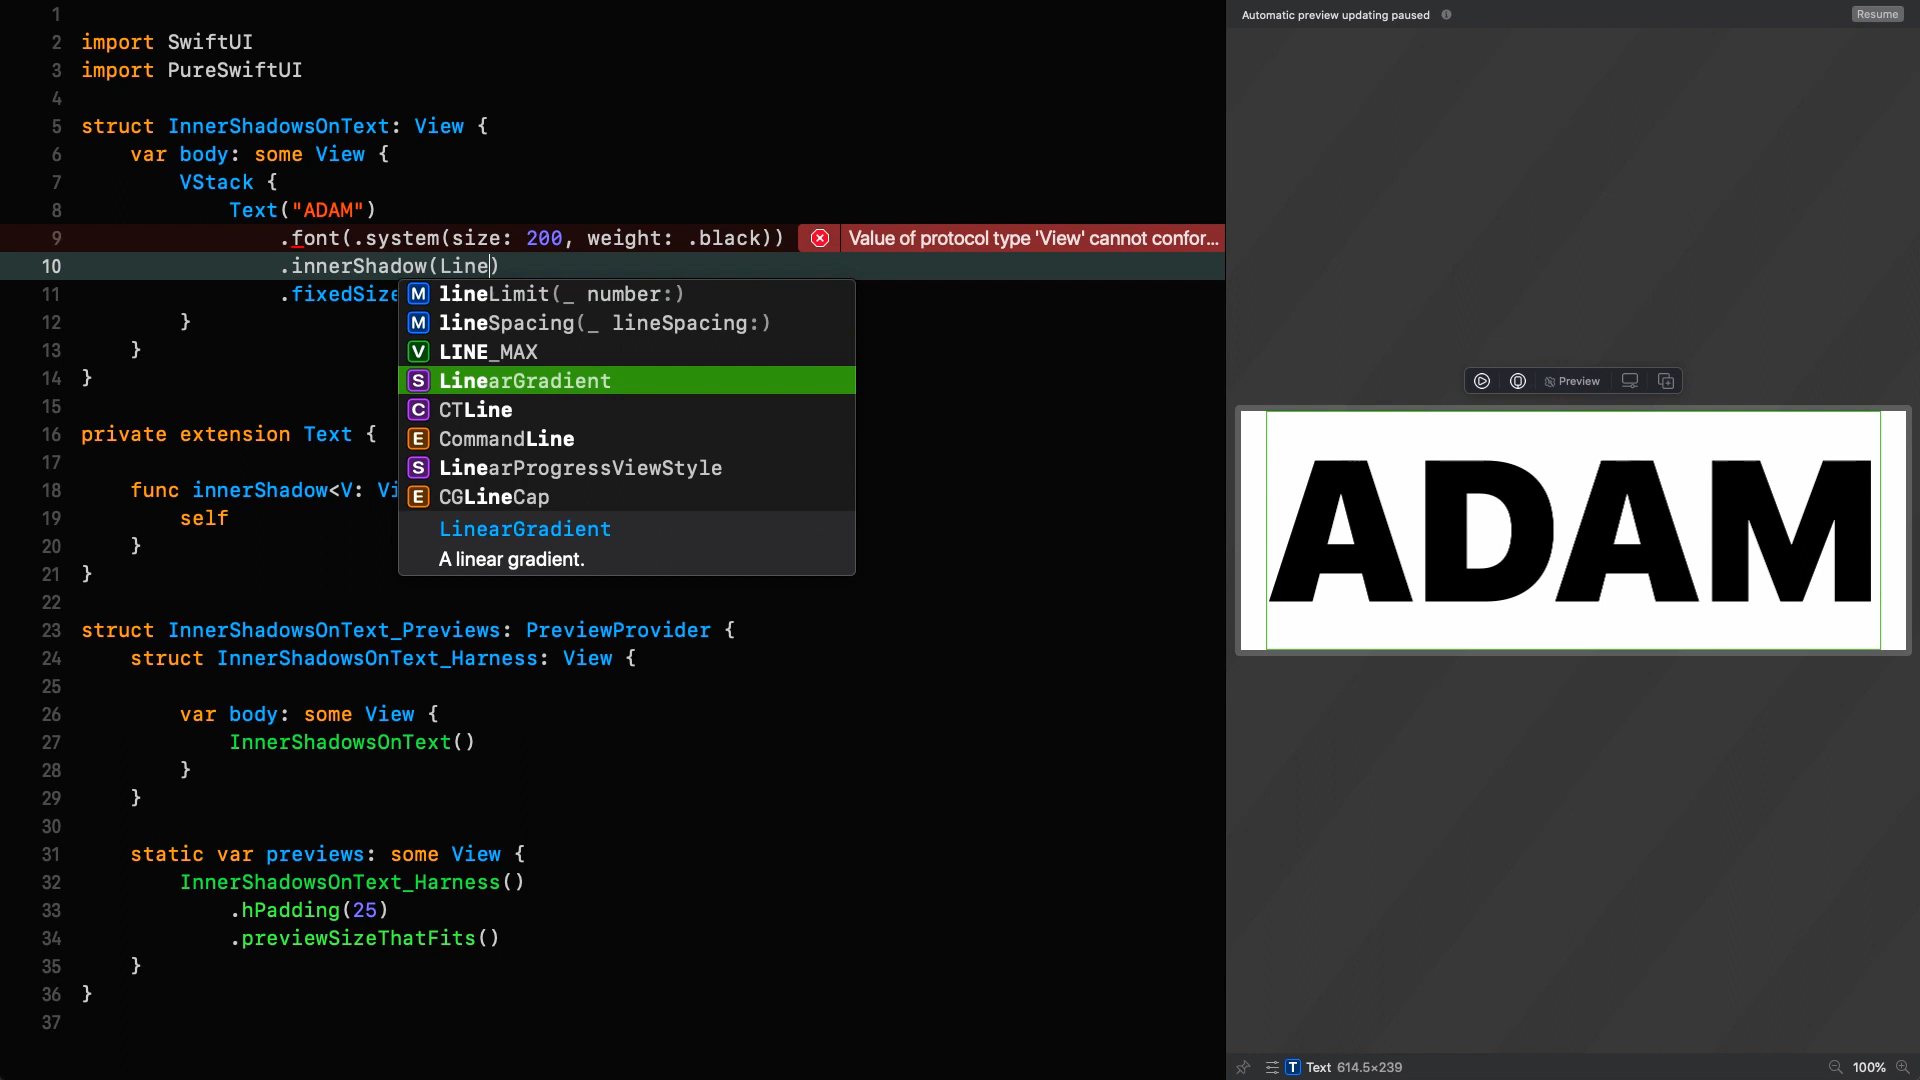 1
2 import SwiftUI
3 import PureSwiftUI
4
5 struct InnerShadowsOnText: View {
6 var body: some View {
7 VStack {
8 Text("ADAM")
9 .font(.system(size: 200, weight: .black)) Value of protocol type 'View' cannot confor...
10 .innerShadow(Line)
11 .fixedSize
12 }
13 }
14 }
15
16 private extension Text {
17
18 func innerShadow<V: Vi
19 self
20 }
21 }
22
23 struct InnerShadowsOnText_Previews: PreviewProvider {
24 struct InnerShadowsOnText_Harness: View {
25
26 var body: some View {
27 InnerShadowsOnText()
28 }
29 }
30
31 static var previews: some View {
32 InnerShadowsOnText_Harness()
33 .hPadding(25)
34 .previewSizeThatFits()
35 }
36 }
37
M lineLimit(_ number:)
M lineSpacing(_ lineSpacing:)
V LINE_MAX
S LinearGradient
C CTLine
E CommandLine
S LinearProgressViewStyle
E CGLineCap
LinearGradient
A linear gradient.
Automatic preview updating paused
Resume
Preview
ADAM
T Text 614.5×239
100%